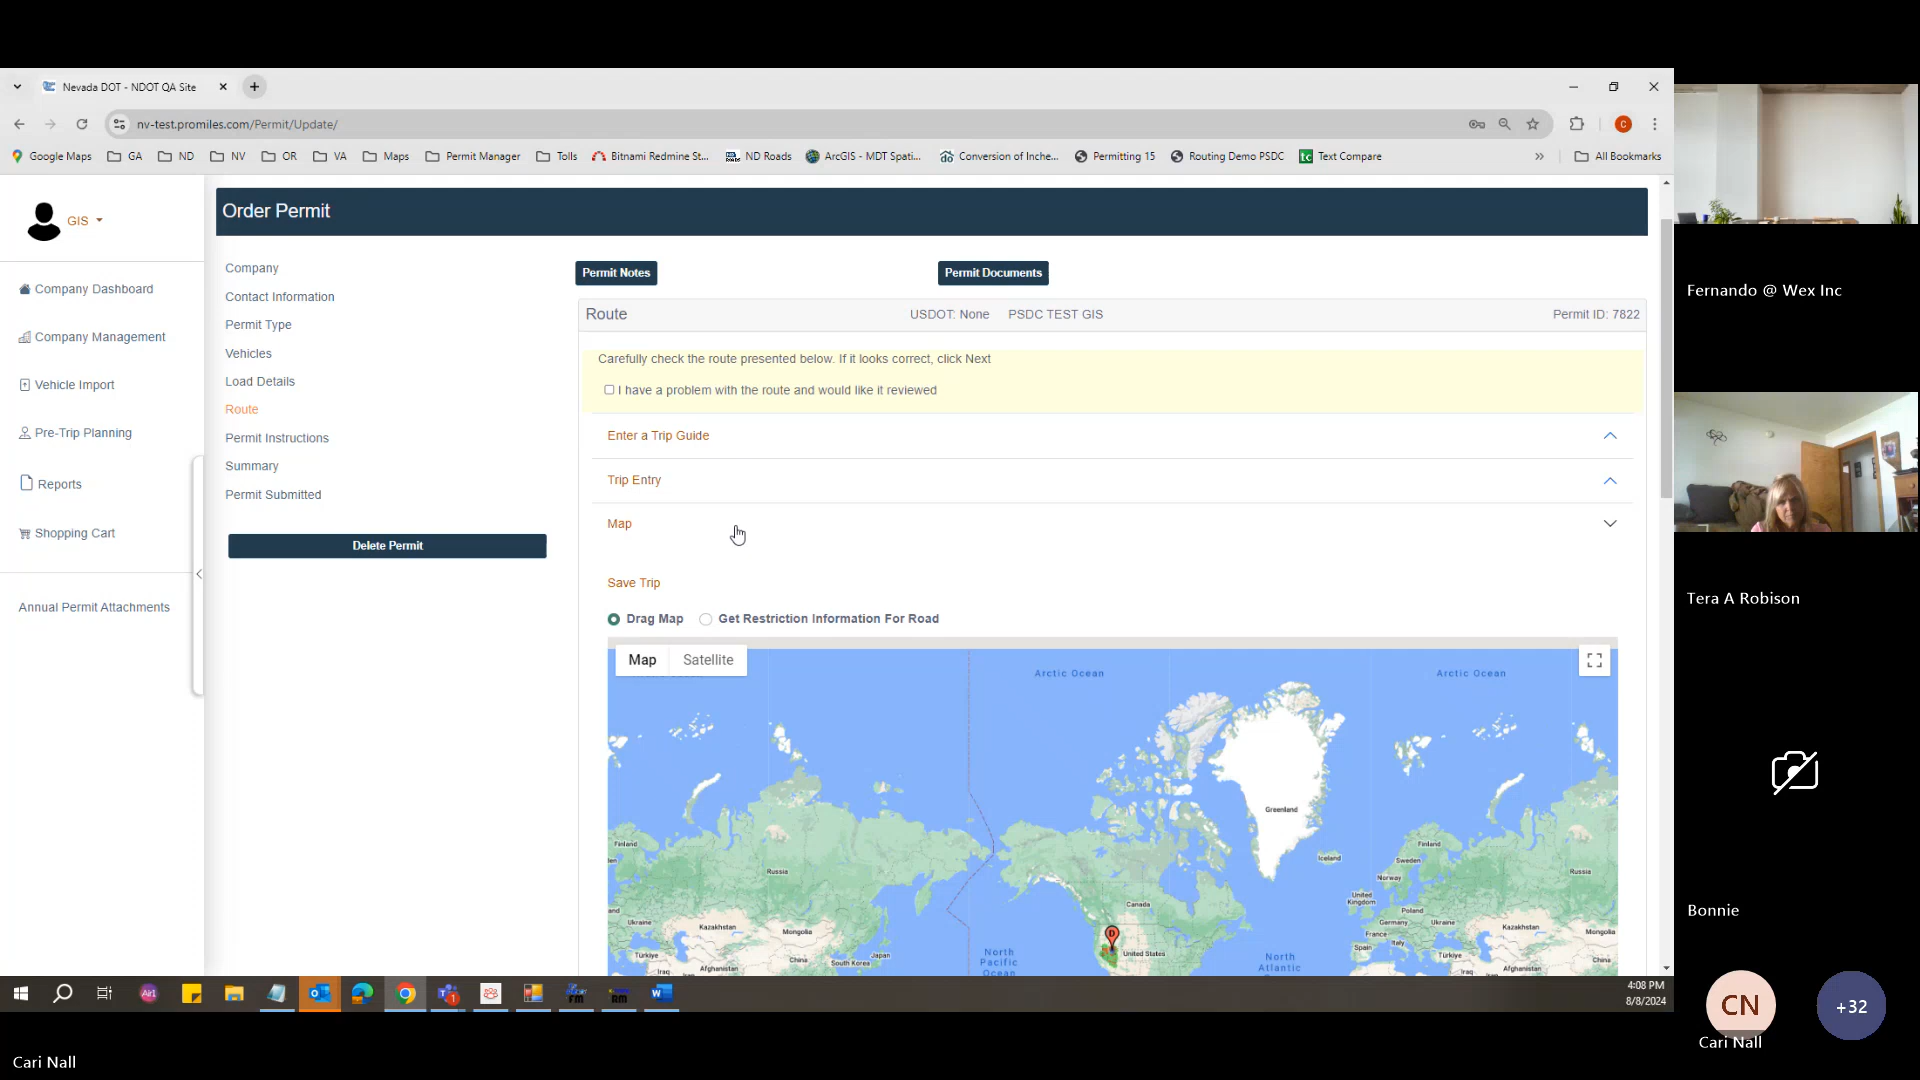 Nevada DOT - NDOT QA Site
nv-test.promiles.com/Permit/Update/
C
Google Maps GA ND NV OR VA Maps Permit Manager Tolls Bitnami Redmine St... ND Roads ArcGIS - MDT Spati... Conversion of Inche... Permitting 15 Routing Demo PSDC Text Compare » All Bookmarks
GIS
Company Dashboard
Company Management
Vehicle Import
Pre-Trip Planning
Reports
Shopping Cart
Annual Permit Attachments
Order Permit
Company
Contact Information
Permit Type
Vehicles
Load Details
Route
Permit Instructions
Summary
Permit Submitted
Delete Permit
Permit Notes Permit Documents
Route USDOT: None PSDC TEST GIS Permit ID: 7822
Carefully check the route presented below. If it looks correct, click Next
I have a problem with the route and would like it reviewed
Enter a Trip Guide
Trip Entry
Map
Save Trip
Drag Map Get Restriction Information For Road
Map Satellite
Arctic Ocean Arctic Ocean
Greenland
Finland Iceland Finland
Sweden
Russia Russia
Norway
Canada
United Kingdom
Poland
Ukraine Germany Ukraine
Kazakhstan Kazakhstan
Mongolia Mongolia
France
Italy
D
United States
Spain
Türkiye Japan Türkiye
China China
South Korea
North Pacific Ocean
North Atlantic
Iraq Afghanistan Iraq Afghanistan
4:08 PM
8/8/2024
Fernando @ Wex Inc
Tera A Robison
Bonnie
CN
+32
Cari Nall
Cari Nall